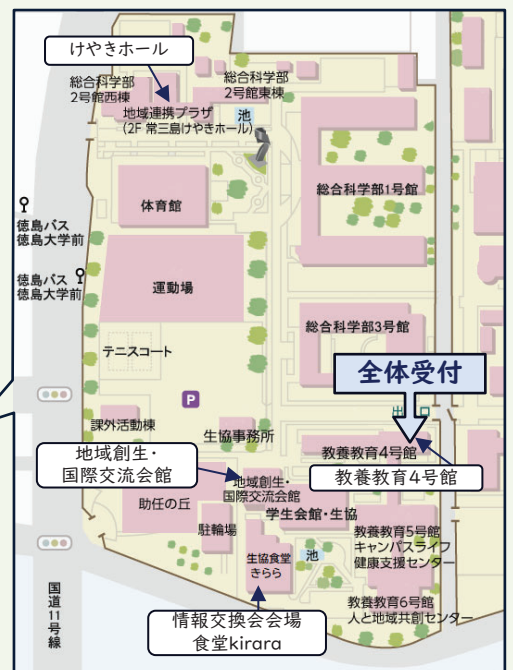 けやきホール
総合科学部
2号館西棟
総合科学部
2号館東棟
地域連携プラザ
(2F 常三島けやきホール)
池
総合科学部1号館
体育館
徳島バス
徳島大学前
徳島バス
徳島大学前
運動場
総合科学部3号館
テニスコート
全体受付
P
出口
課外活動棟
生協事務所
教養教育4号館
地域創生・
国際交流会館
教養教育4号館
地域創生・
国際交流会館
助任の丘
学生会館・生協
駐輪場
教養教育5号館
キャンパスライフ
健康支援センター
生協食堂
きらら
池
国道11号線
教養教育6号館
人と地域共創センター
情報交換会会場
食堂kirara